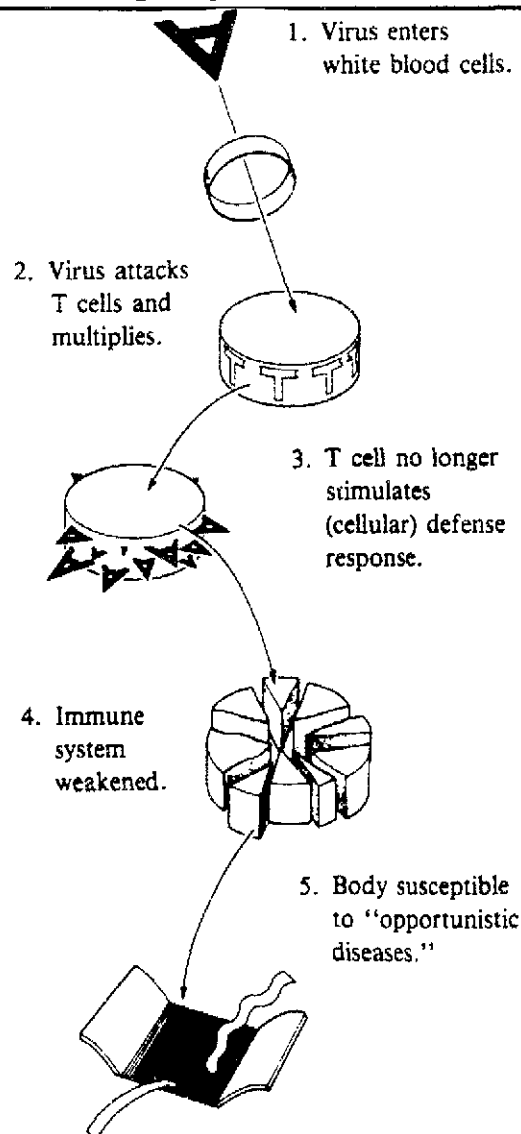 1. Virus enters
white blood cells.
2. Virus attacks
T cells and
multiplies.
T T T T
3. T cell no longer
stimulates
(cellular) defense
response.
4. Immune
system
weakened.
5. Body susceptible
to “opportunistic
diseases.”